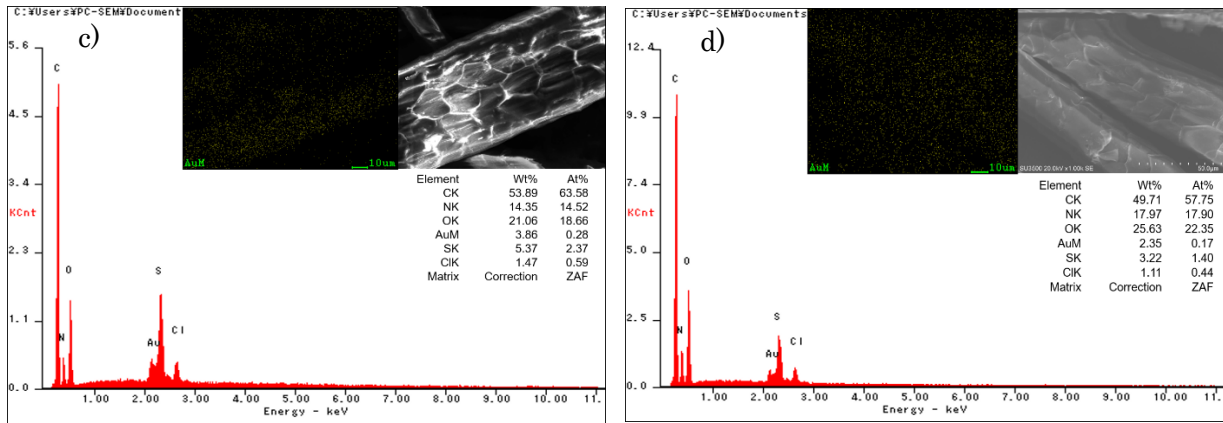 C:¥Users¥PC-SEM¥Document
c)
5.6
4.5
3.4
KCnt
2.3
1.1
0.0
C
O
N
S
Au
Cl
AuM
10um
Element Wt% At%
CK 53.89 63.58
NK 14.35 14.52
OK 21.06 18.66
AuM 3.86 0.28
SK 5.37 2.37
ClK 1.47 0.59
Matrix Correction ZAF
1.00 2.00 3.00 4.00 5.00 6.00 7.00 8.00 9.00 10.00 11.
Energy - keV
C:¥Users¥PC-SEM¥Documents
d)
12.4
9.9
7.4
KCnt
5.0
2.5
0.0
C
O
N
S
Au
Cl
AuM
10um
SU3500 20.0kV x1.00k SE 50.0µm
Element Wt% At%
CK 49.71 57.75
NK 17.97 17.90
OK 25.63 22.35
AuM 2.35 0.17
SK 3.22 1.40
ClK 1.11 0.44
Matrix Correction ZAF
1.00 2.00 3.00 4.00 5.00 6.00 7.00 8.00 9.00 10.00 11.
Energy - keV